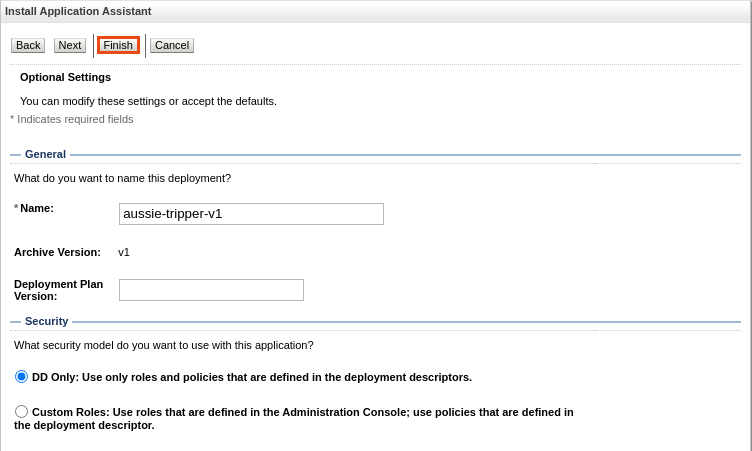 Install Application Assistant
Back Next Finish Cancel
Optional Settings
You can modify these settings or accept the defaults.
* Indicates required fields
General
What do you want to name this deployment?
* Name: aussie-tripper-v1
Archive Version: v1
Deployment Plan
Version:
Security
What security model do you want to use with this application?
DD Only: Use only roles and policies that are defined in the deployment descriptors.
Custom Roles: Use roles that are defined in the Administration Console; use policies that are defined in
the deployment descriptor.